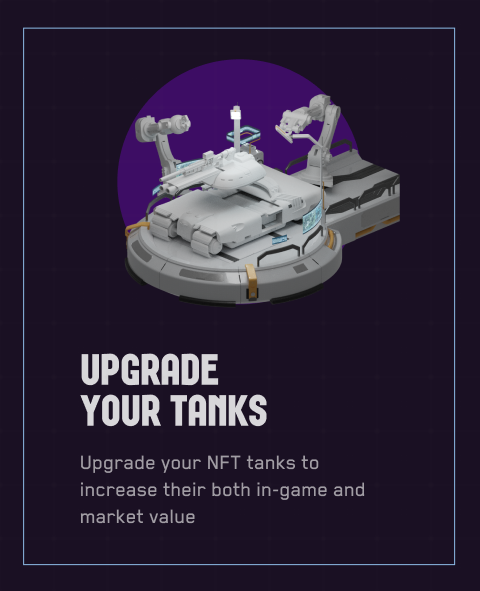 UPGRADE
YOUR TANKS
Upgrade your NFT tanks to
increase their both in-game and
market value